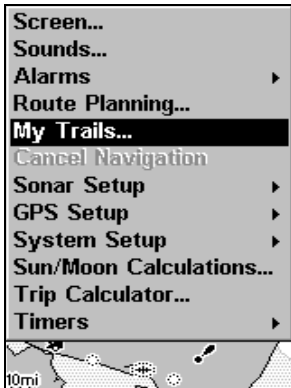 Screen...
Sounds...
Alarms
Route Planning...
My Trails...
Cancel Navigation
Sonar Setup
GPS Setup
System Setup
Sun/Moon Calculations...
Trip Calculator...
Timers
10mi